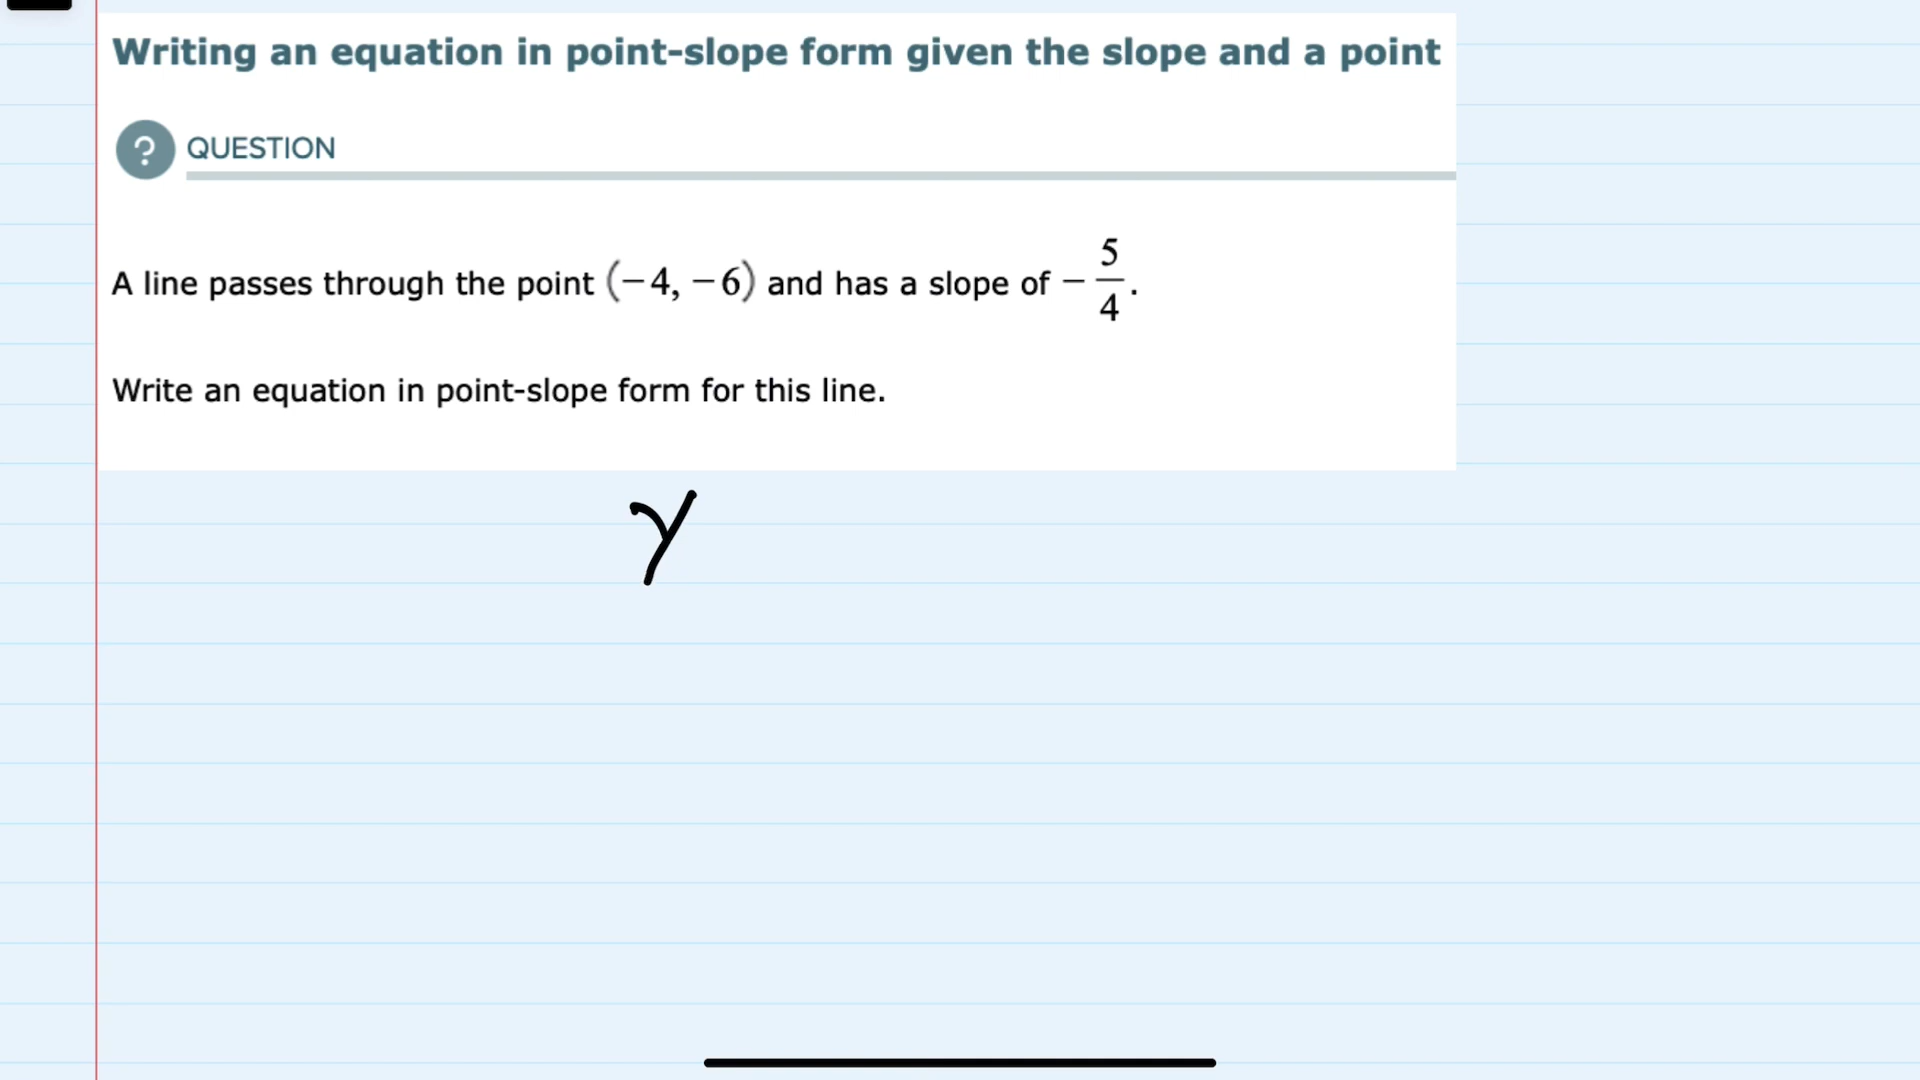 Writing an equation in point-slope form given the slope and a point
? QUESTION
A line passes through the point (−4, −6) and has a slope of −5/4.
Write an equation in point-slope form for this line.
y